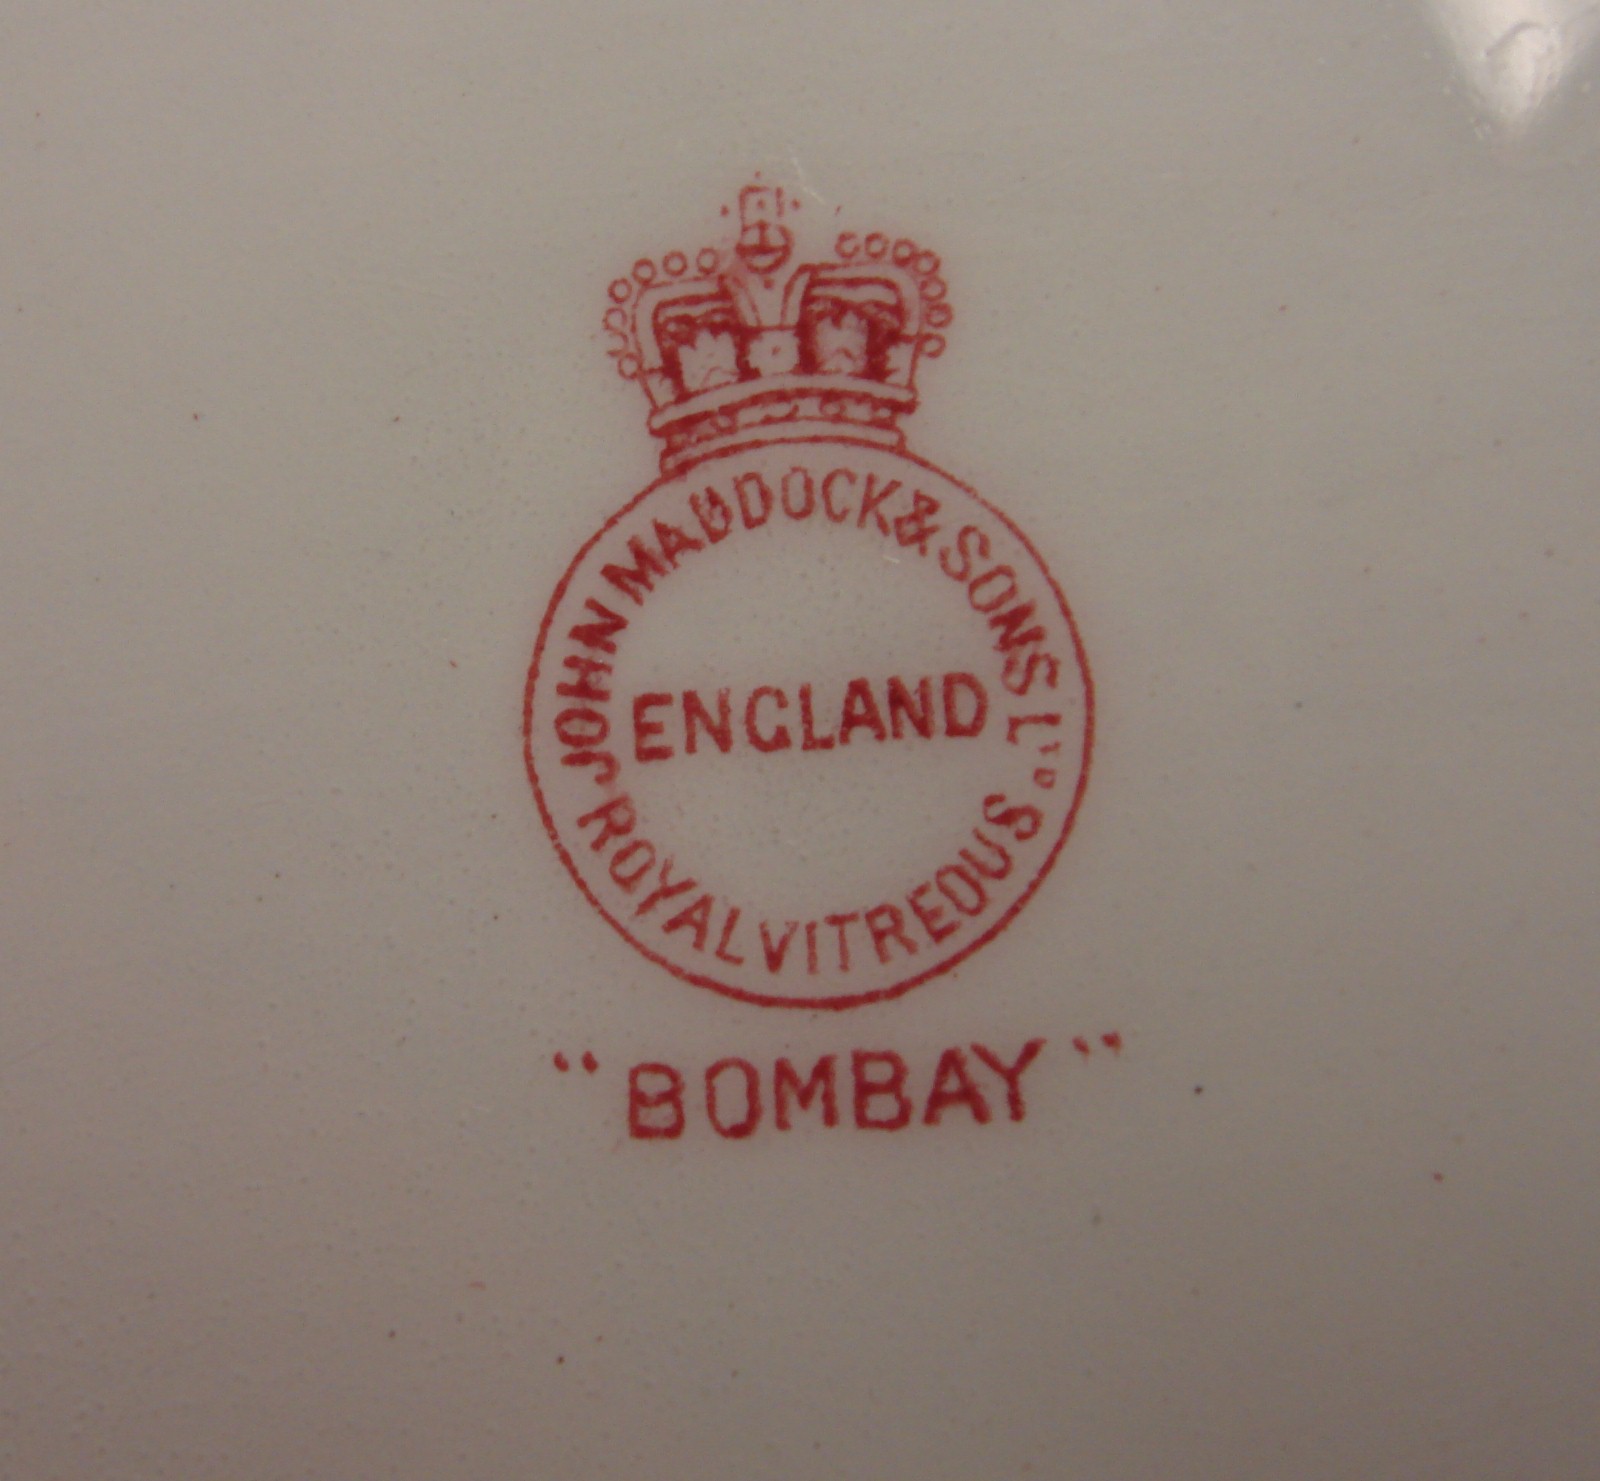 JOHN MADDOCK & SONS LTD
ENGLAND
ROYAL VITREOUS
"BOMBAY"